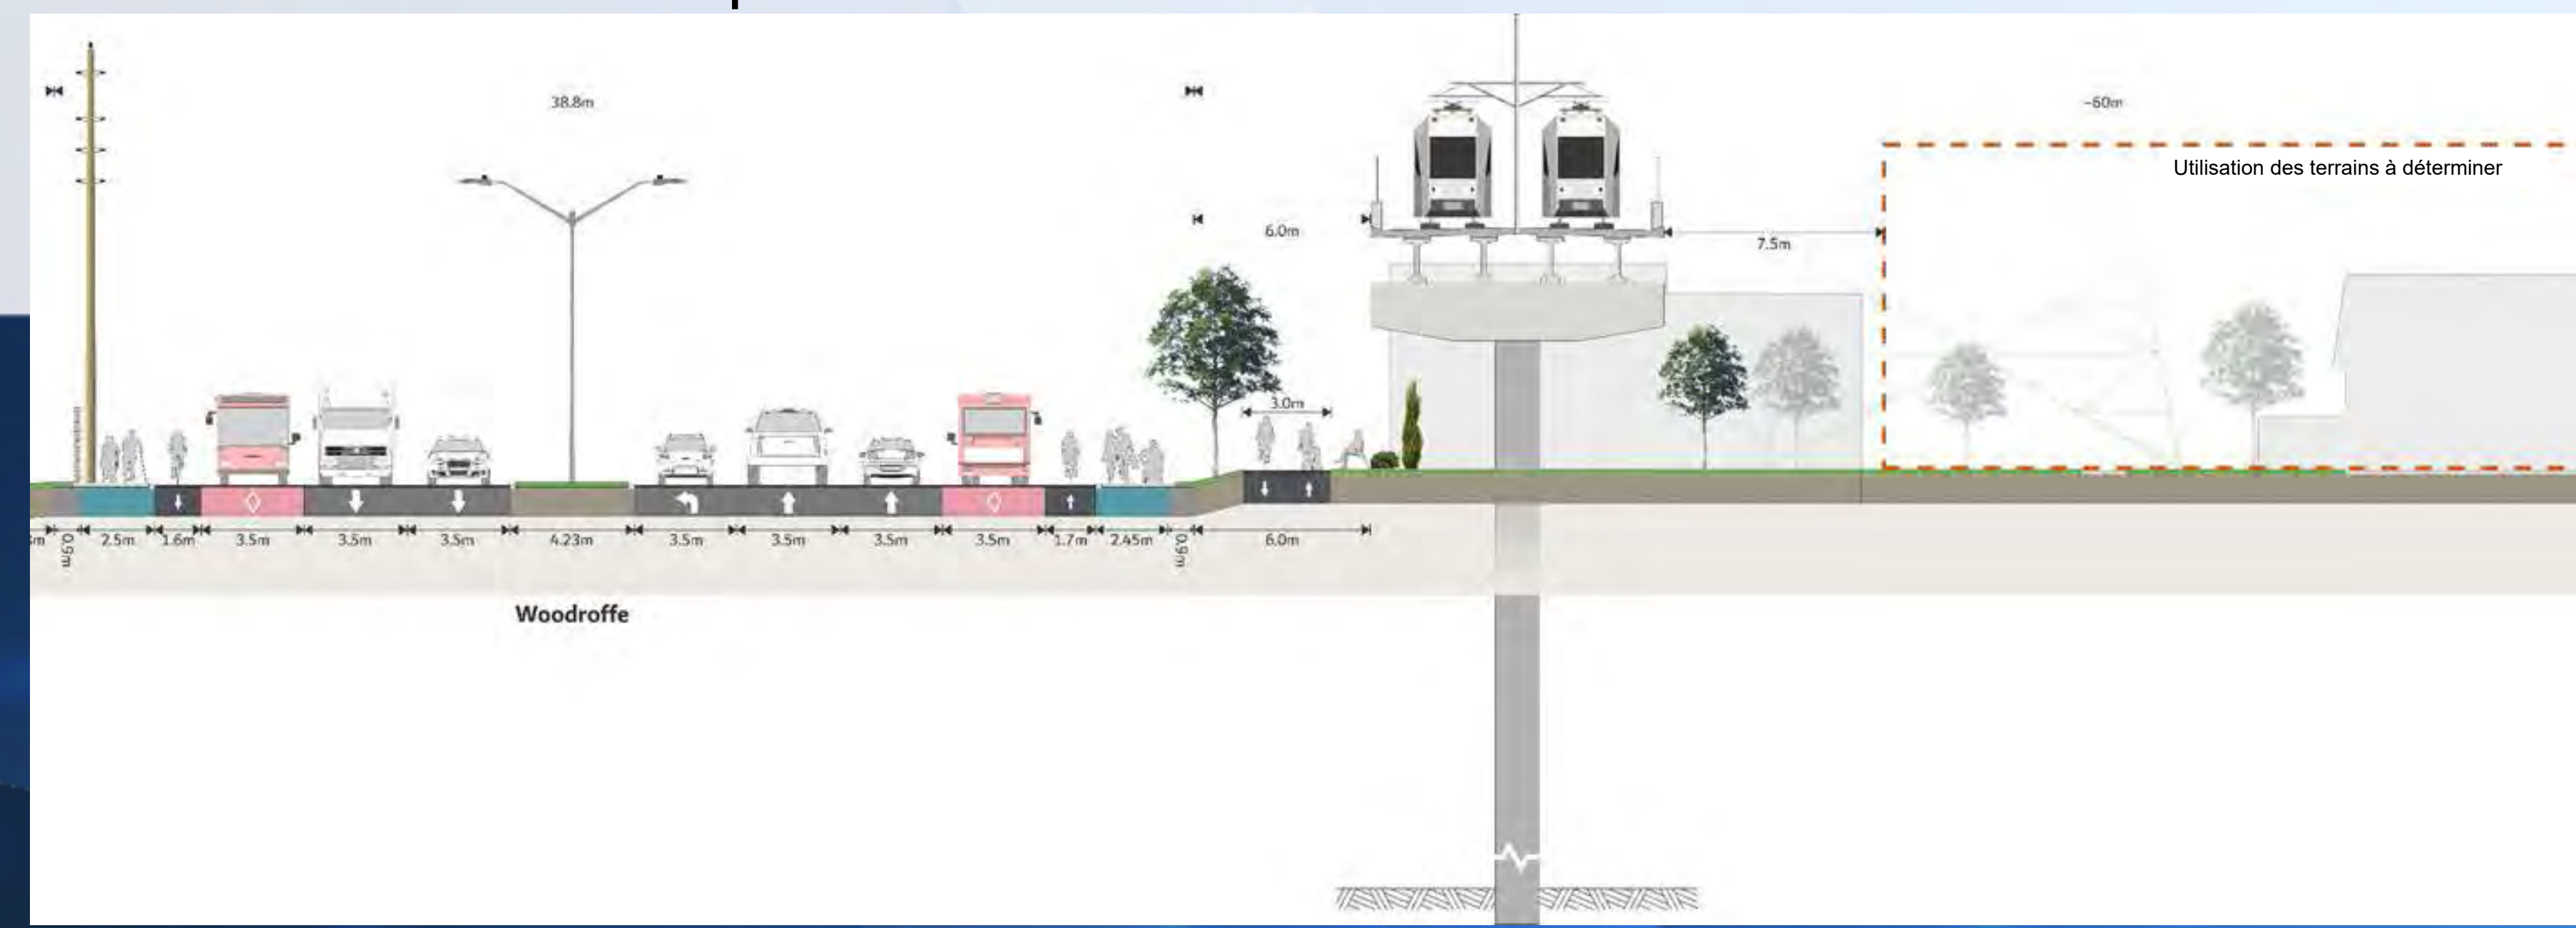 38.8m
~60m
Utilisation des terrains à déterminer
6.0m
7.5m
3.0m
0.9m 2.5m 1.6m 3.5m 3.5m 3.5m 4.23m 3.5m 3.5m 3.5m 3.5m 1.7m 2.45m 0.9m 6.0m
Woodroffe